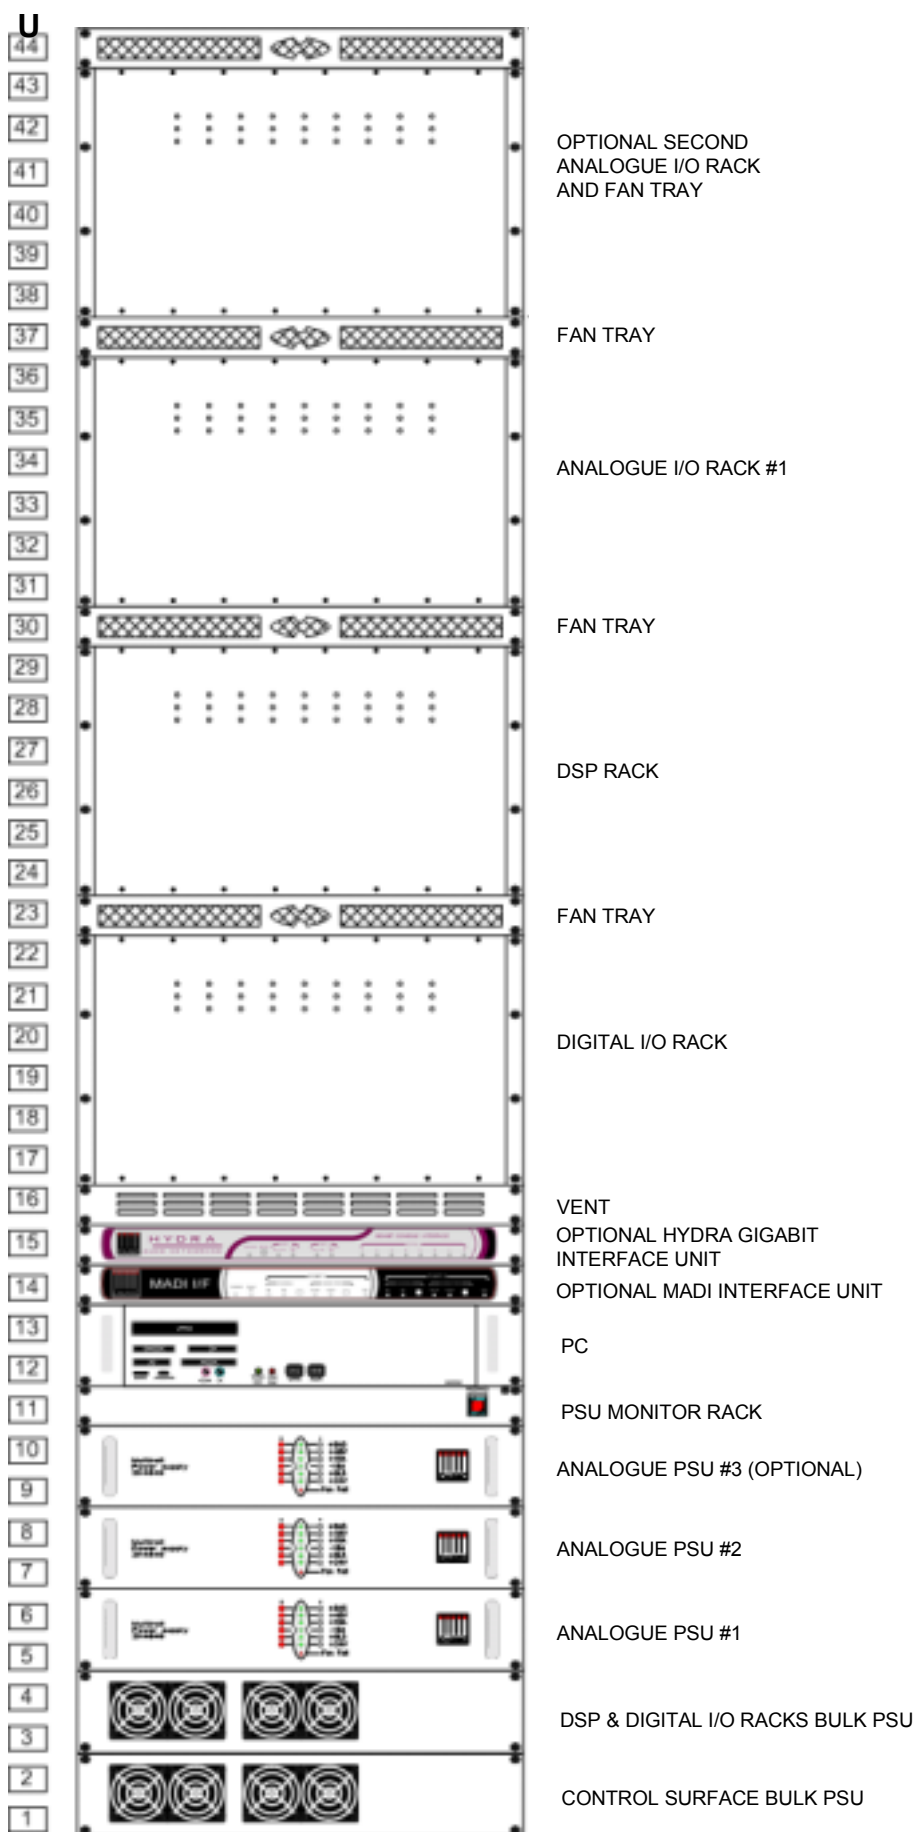 U
44
43
42
OPTIONAL SECOND
ANALOGUE I/O RACK
AND FAN TRAY
41
40
39
38
37
FAN TRAY
36
35
34
ANALOGUE I/O RACK #1
33
32
31
30
FAN TRAY
29
28
27
DSP RACK
26
25
24
23
FAN TRAY
22
21
20
DIGITAL I/O RACK
19
18
17
16
VENT
15
HYDRA
OPTIONAL HYDRA GIGABIT
INTERFACE UNIT
14
MADI I/F
OPTIONAL MADI INTERFACE UNIT
13
PC
12
11
PSU MONITOR RACK
10
ANALOGUE PSU #3 (OPTIONAL)
9
8
ANALOGUE PSU #2
7
6
ANALOGUE PSU #1
5
4
DSP & DIGITAL I/O RACKS BULK PSU
3
2
CONTROL SURFACE BULK PSU
1